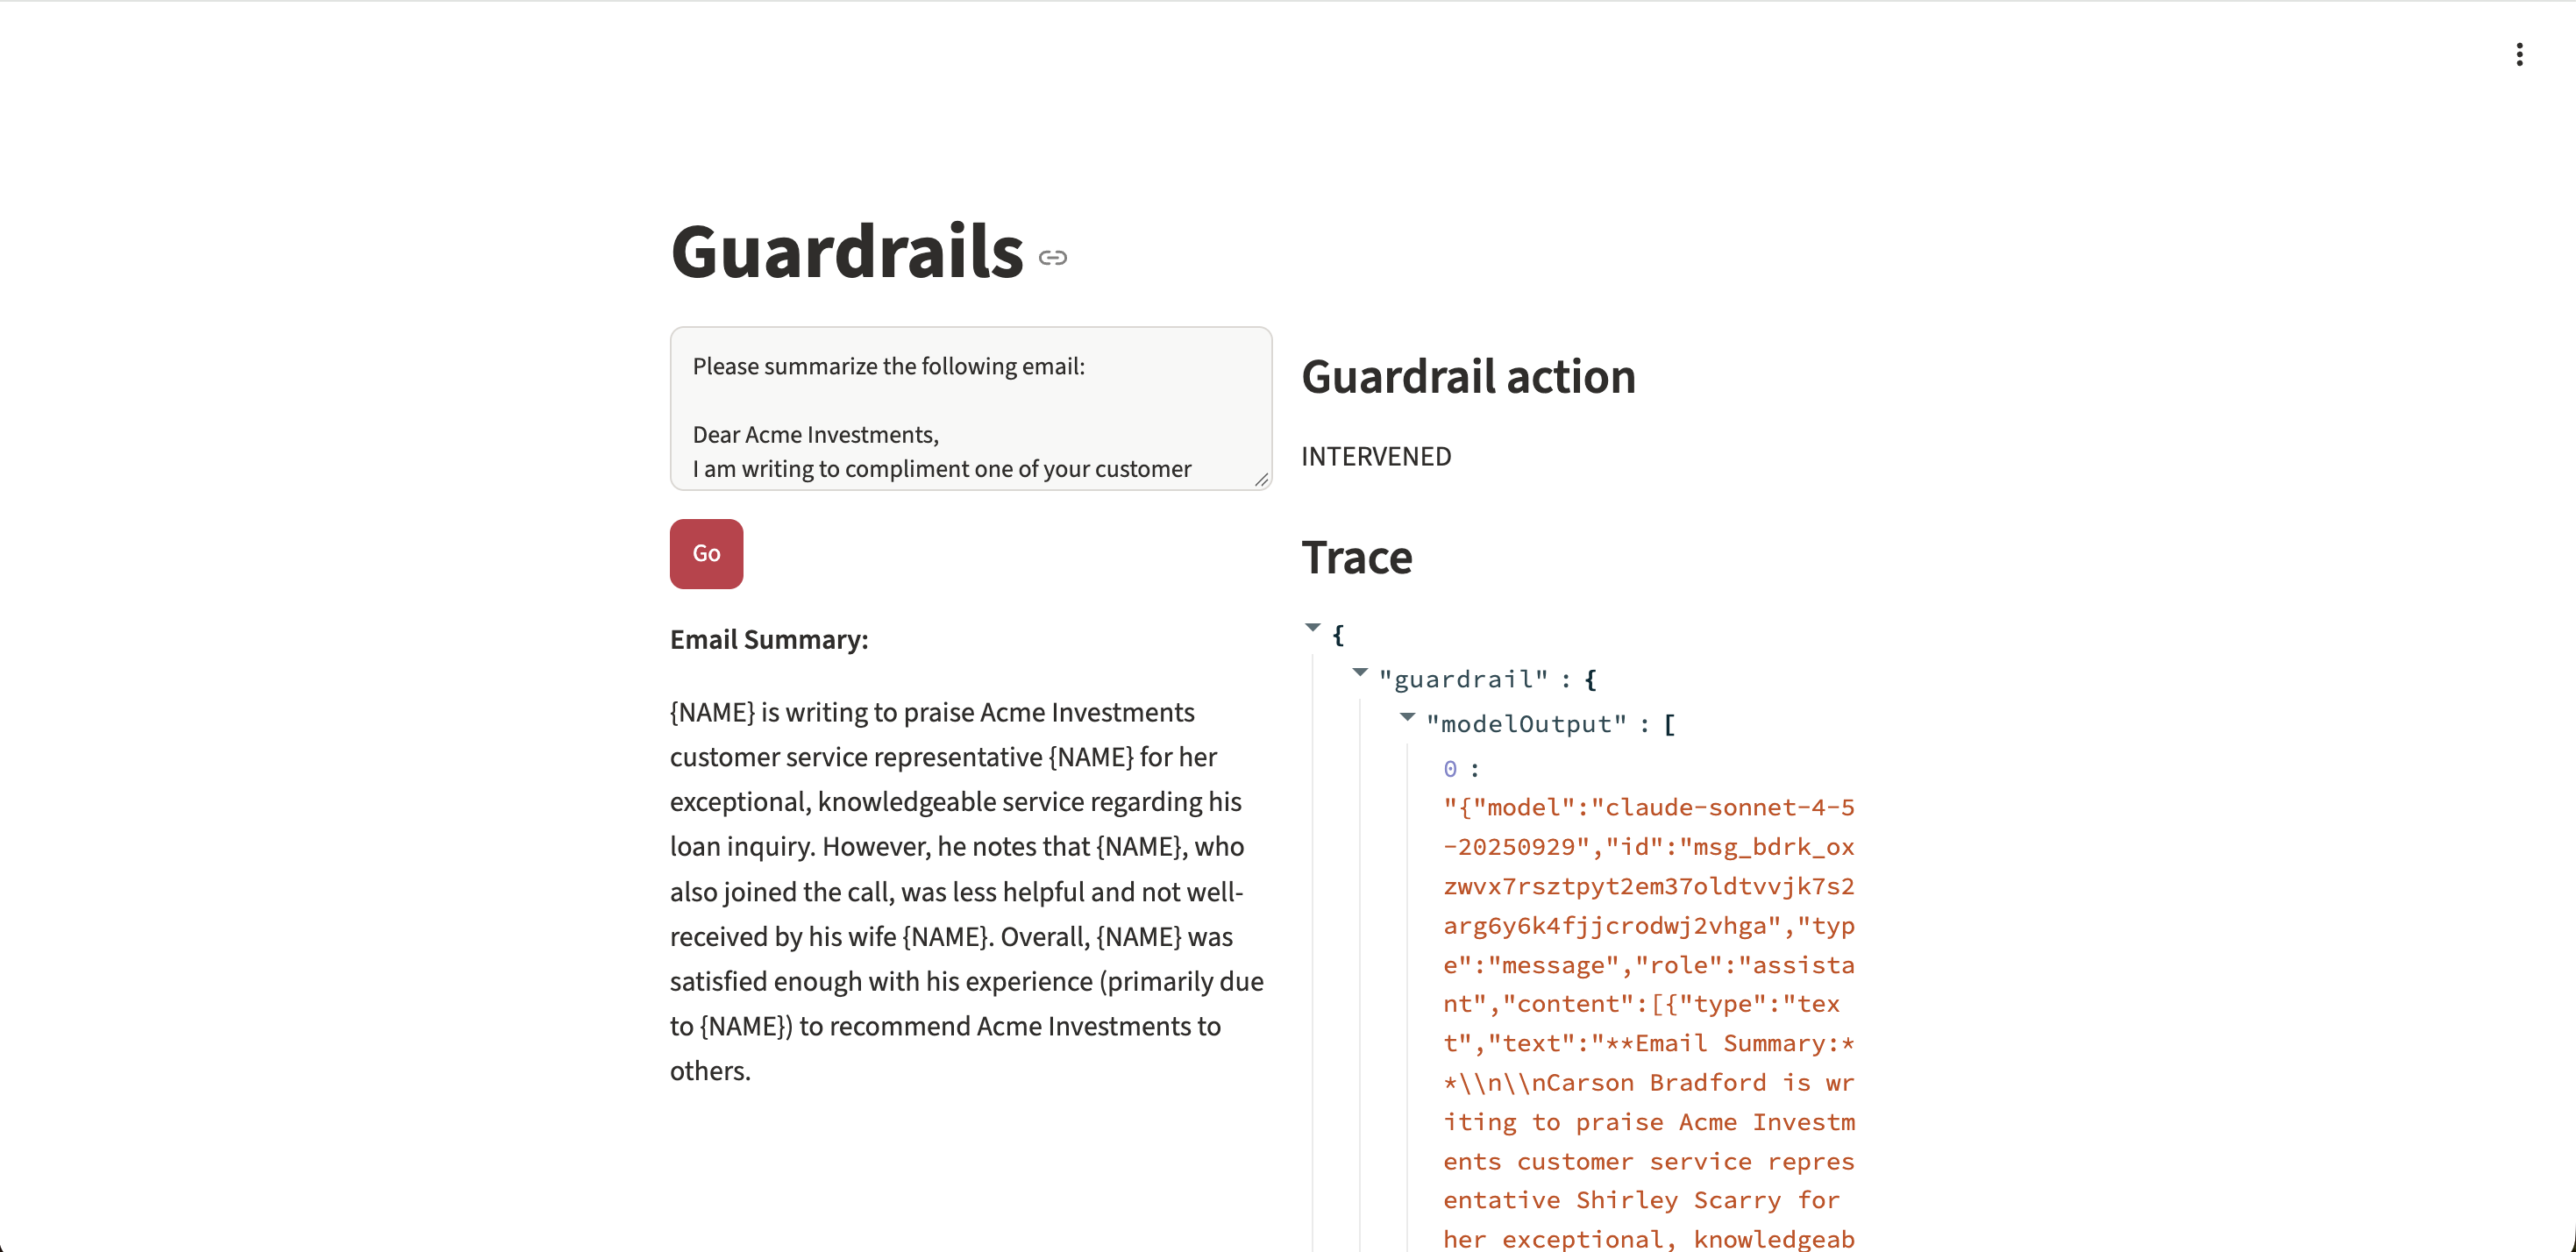 Guardrails
Please summarize the following email:
Dear Acme Investments,
I am writing to compliment one of your customer
Go
Email Summary:
{NAME} is writing to praise Acme Investments
customer service representative {NAME} for her
exceptional, knowledgeable service regarding his
loan inquiry. However, he notes that {NAME}, who
also joined the call, was less helpful and not well-
received by his wife {NAME}. Overall, {NAME} was
satisfied enough with his experience (primarily due
to {NAME}) to recommend Acme Investments to
others.
Guardrail action
INTERVENED
Trace
{
"guardrail" : {
"modelOutput" : [
0 :
"{"model":"claude-sonnet-4-5
-20250929","id":"msg_bdrk_ox
zwvx7rsztpyt2em37oldtvvjk7s2
arg6y6k4fjjcrodwj2vhga","typ
e":"message","role":"assista
nt","content":[{"type":"tex
t","text":"**Email Summary:*
*\\n\\nCarson Bradford is wr
iting to praise Acme Investm
ents customer service repres
entative Shirley Scarry for
her exceptional, knowledgeab